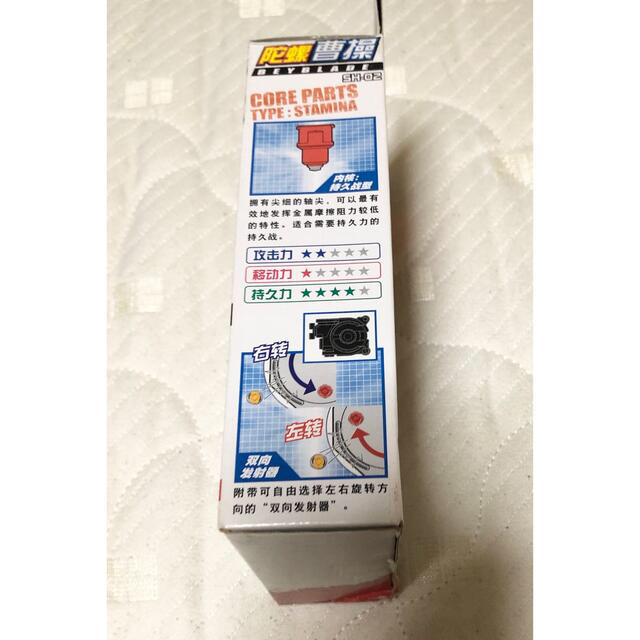 陀螺曹操
BEYBLADE
SH-02
CORE PARTS
TYPE : STAMINA
内核：
持久战型
拥有尖细的轴尖，可以最有
效地发挥金属摩擦阻力较低
的特性。适合需要持久力的
持久战。
攻击力 ★★★★★
移动力 ★★★★★
持久力 ★★★★★
右转
左转
双向
发射器
附带可自由选择左右旋转方
向的“双向发射器”。